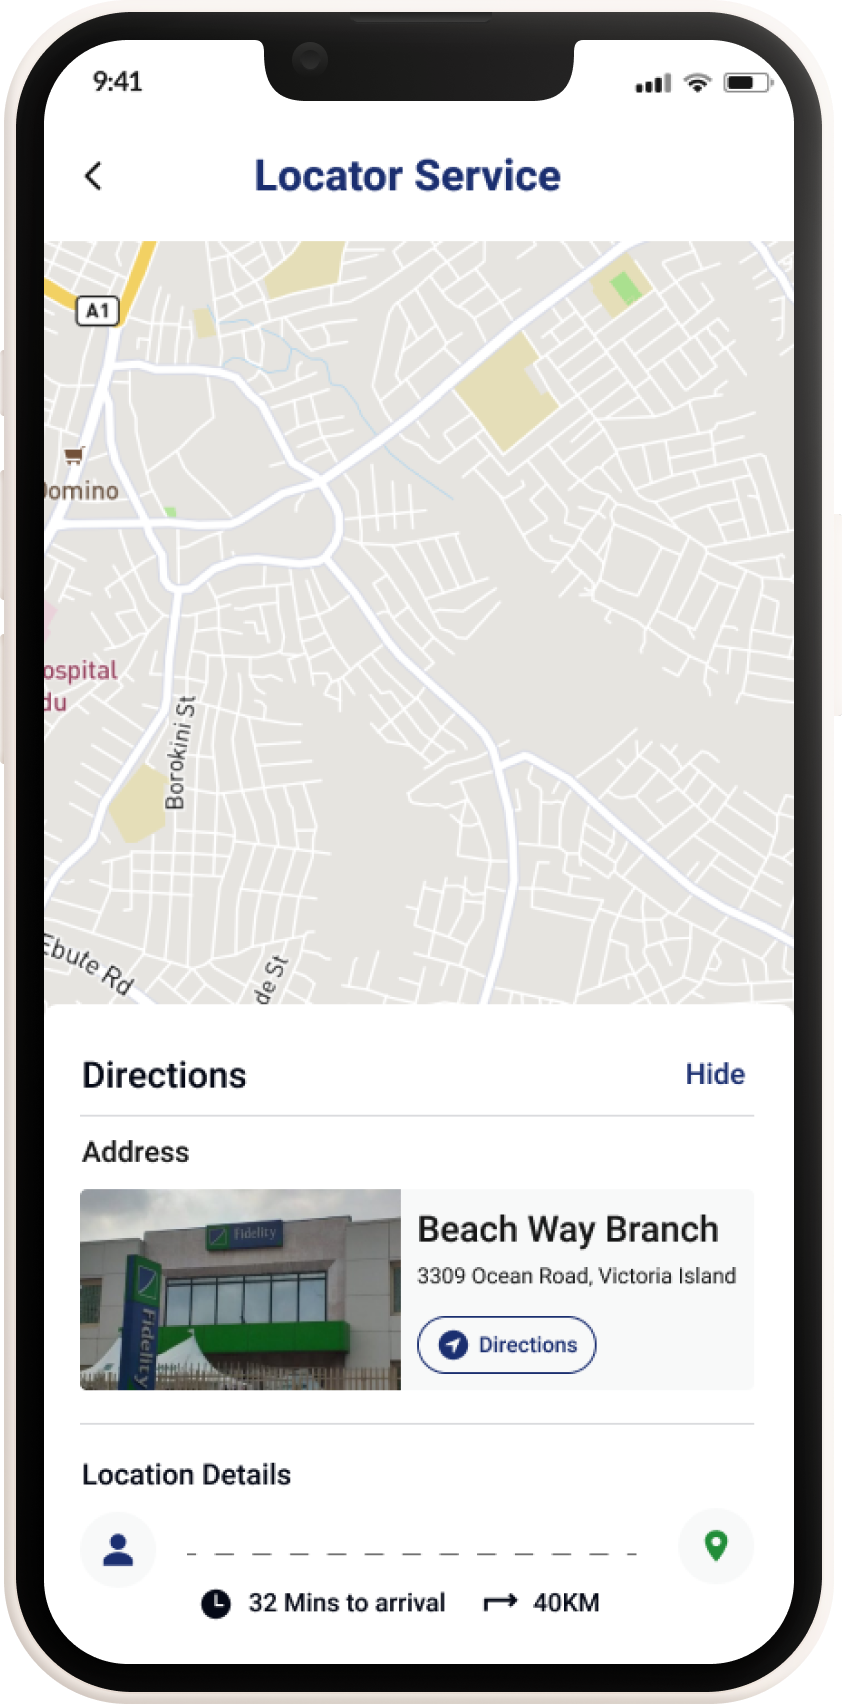 9:41
Locator Service
A1
Domino
ospital
du
Borokini St
Ebute Rd
de St
Directions
Hide
Address
Fidelity
Fidelity
Beach Way Branch
3309 Ocean Road, Victoria Island
Directions
Location Details
32 Mins to arrival
40KM